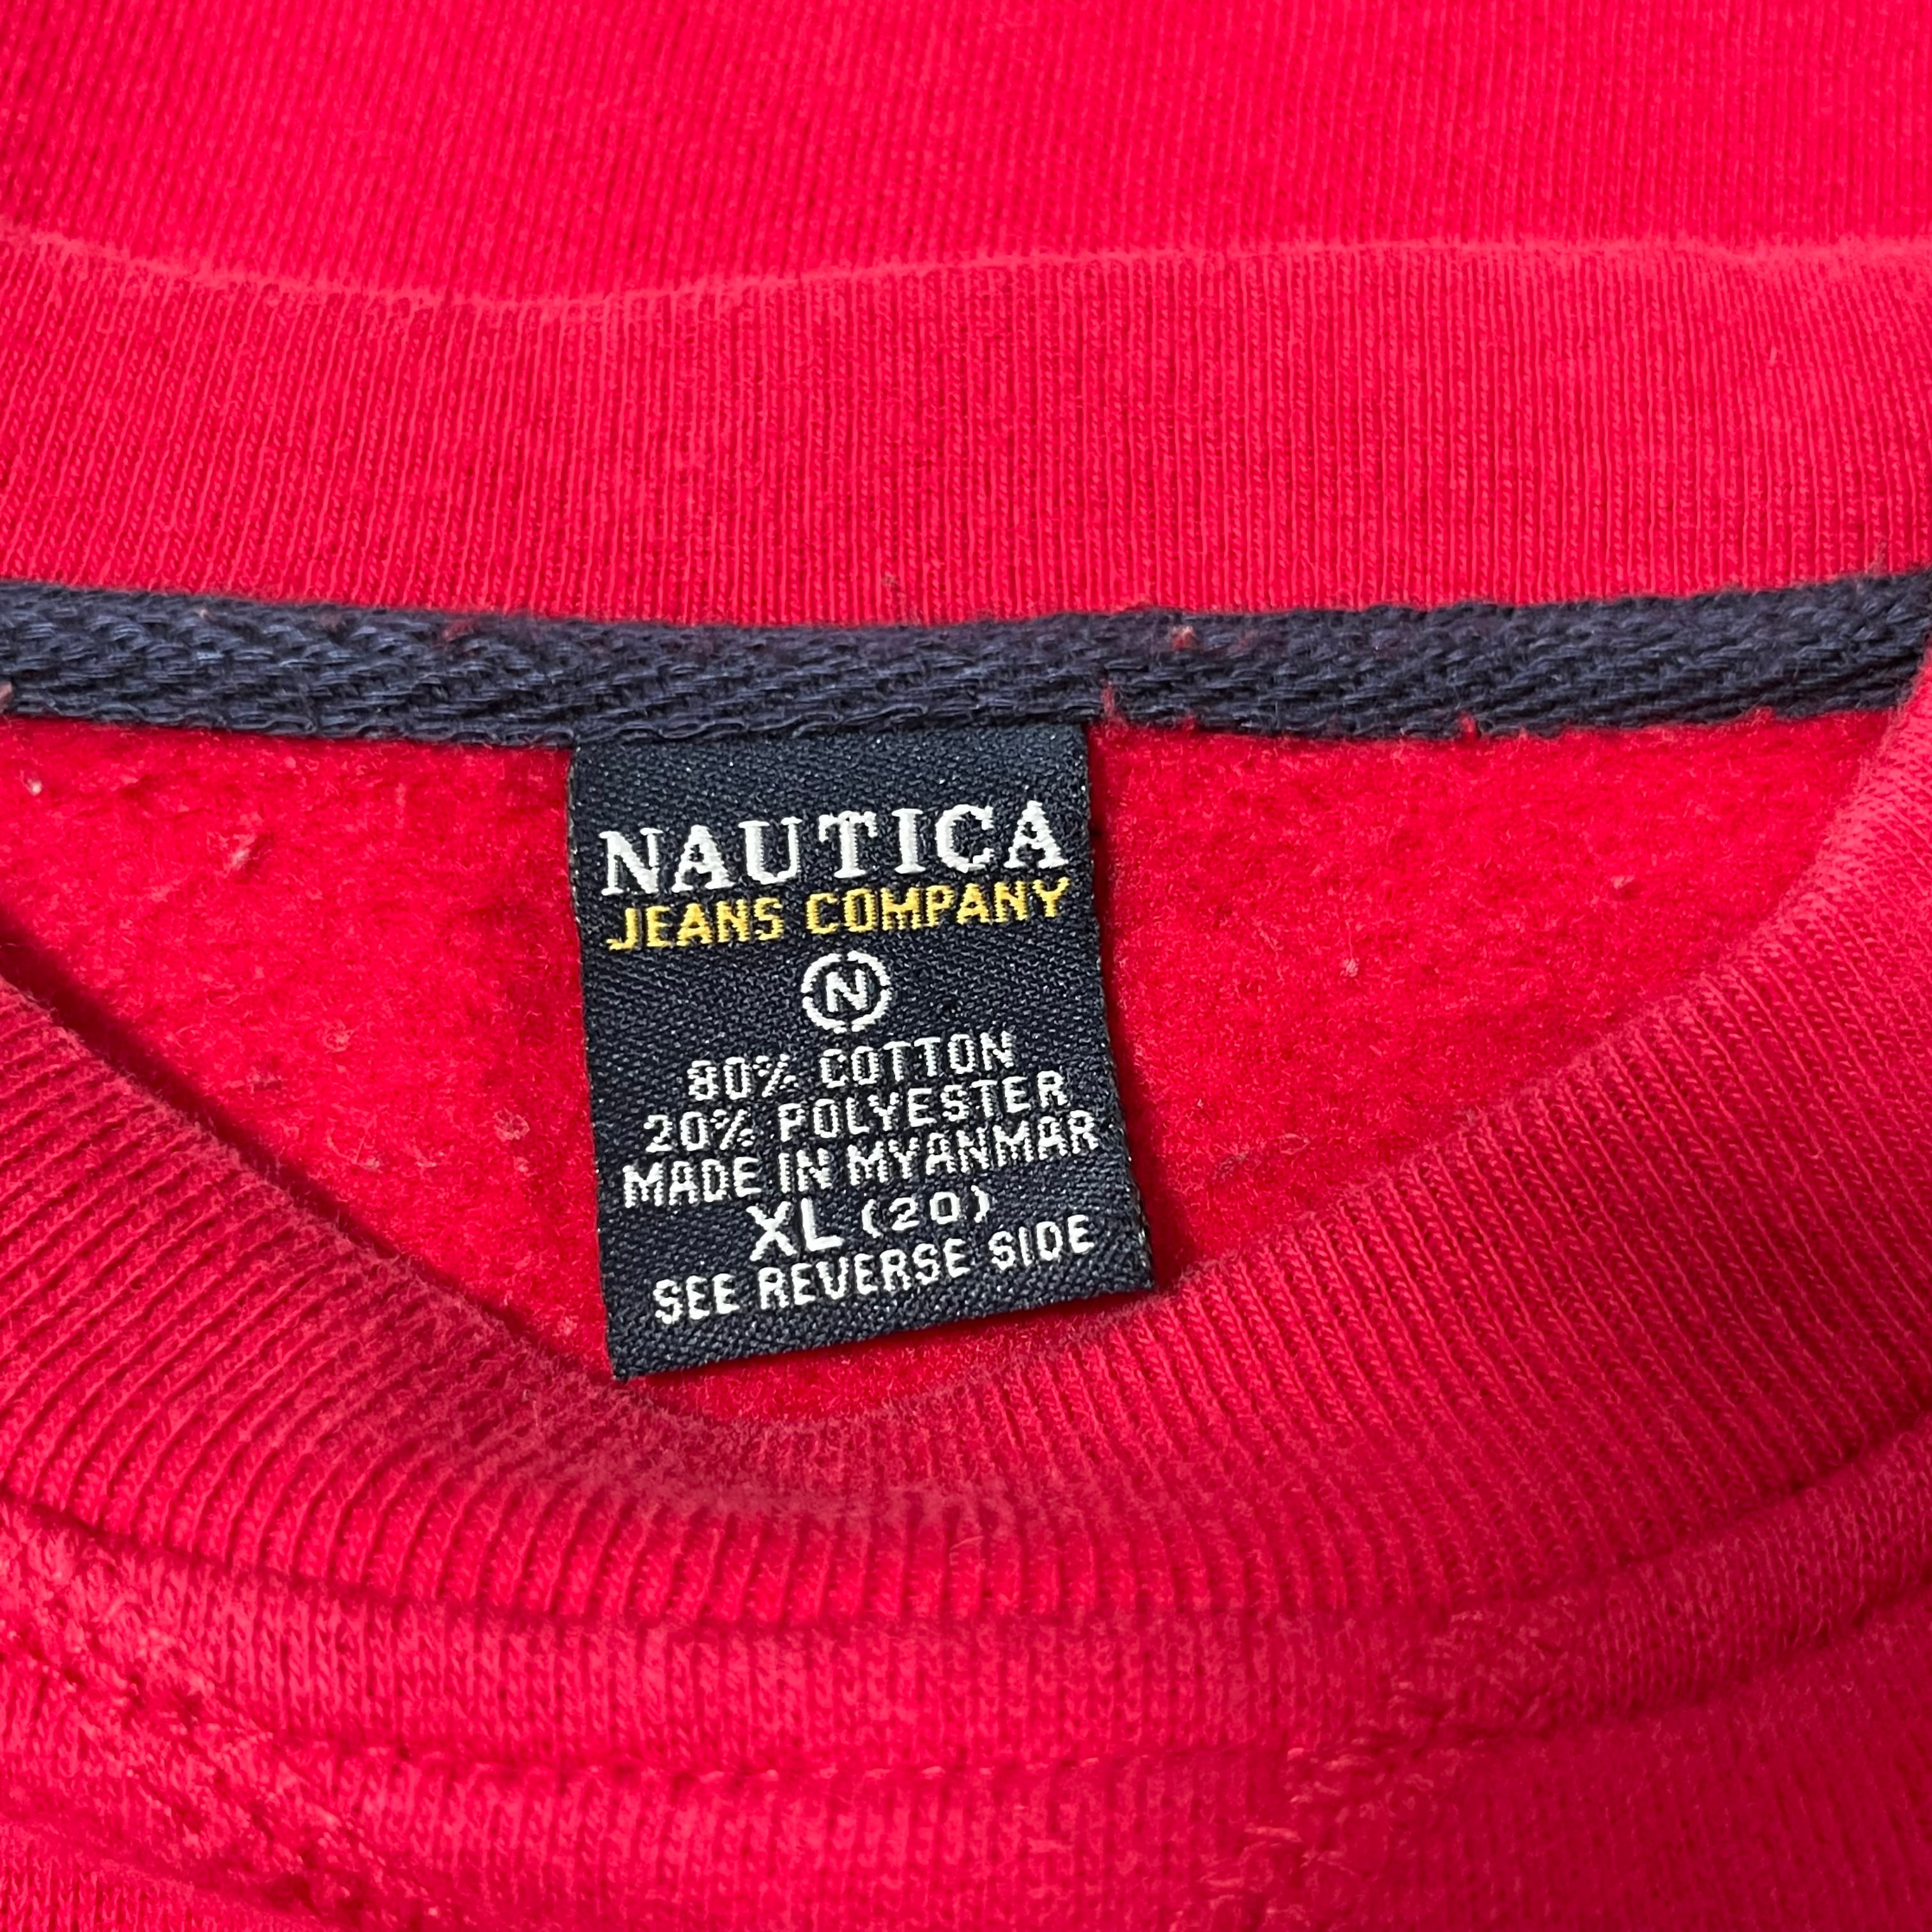 NAUTICA
JEANS COMPANY
N
80% COTTON
20% POLYESTER
MADE IN MYANMAR
XL (20)
SEE REVERSE SIDE